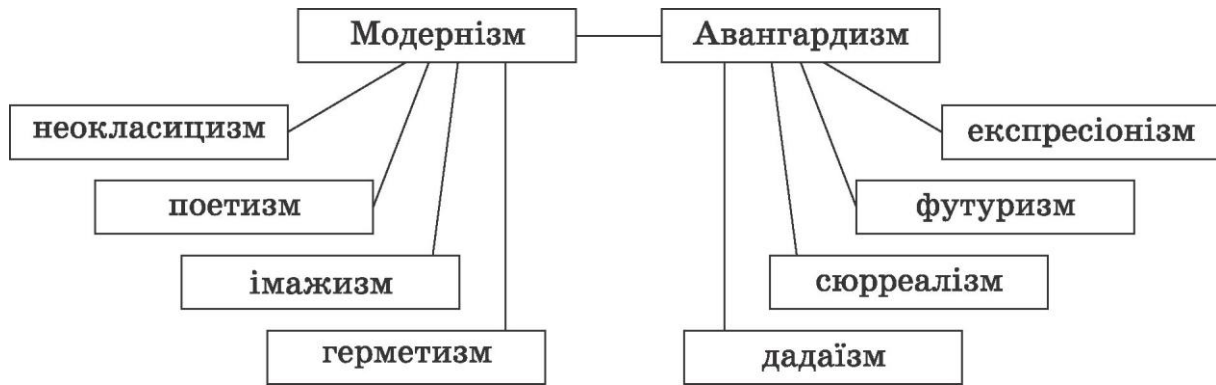 Модернізм
Авангардизм
неокласицизм
експресіонізм
поетизм
футуризм
імажизм
сюрреалізм
герметизм
дадаїзм